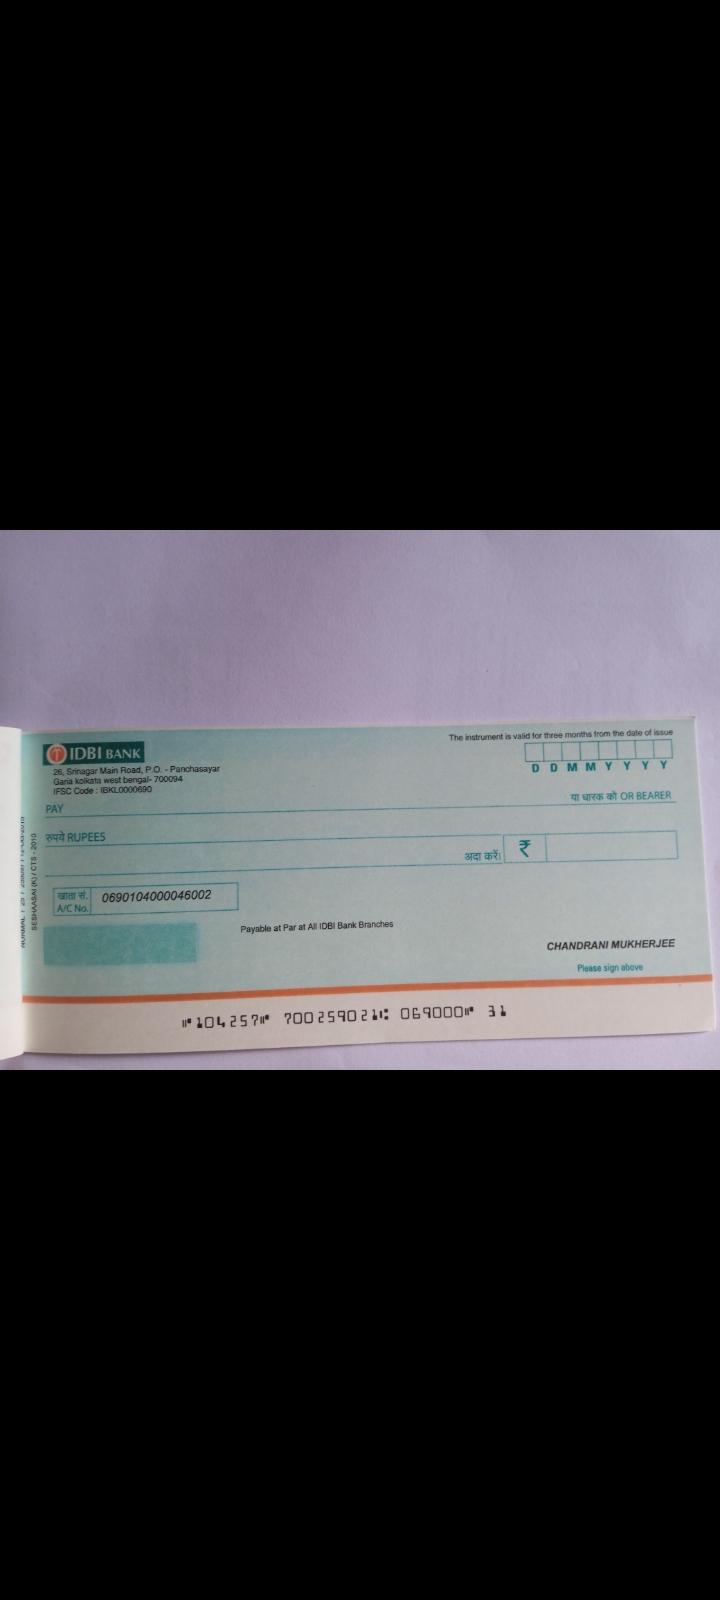 The instrument is valid for three months from the date of issue
IDBI BANK
D D M M Y Y Y Y
26, Srinagar Main Road, P.O. - Panchasayar
Garia kolkata west bengal- 700094
IFSC Code : IBKL0000690
PAY
या धारक को OR BEARER
रुपये RUPEES
अदा करें। ₹
खाता सं.
A/C No.
0690104000046002
Payable at Par at All IDBI Bank Branches
CHANDRANI MUKHERJEE
Please sign above
SESHAASAI (K) / CTS - 2010
⑈104257⑈ 700259021⑆ 069000⑈ 31